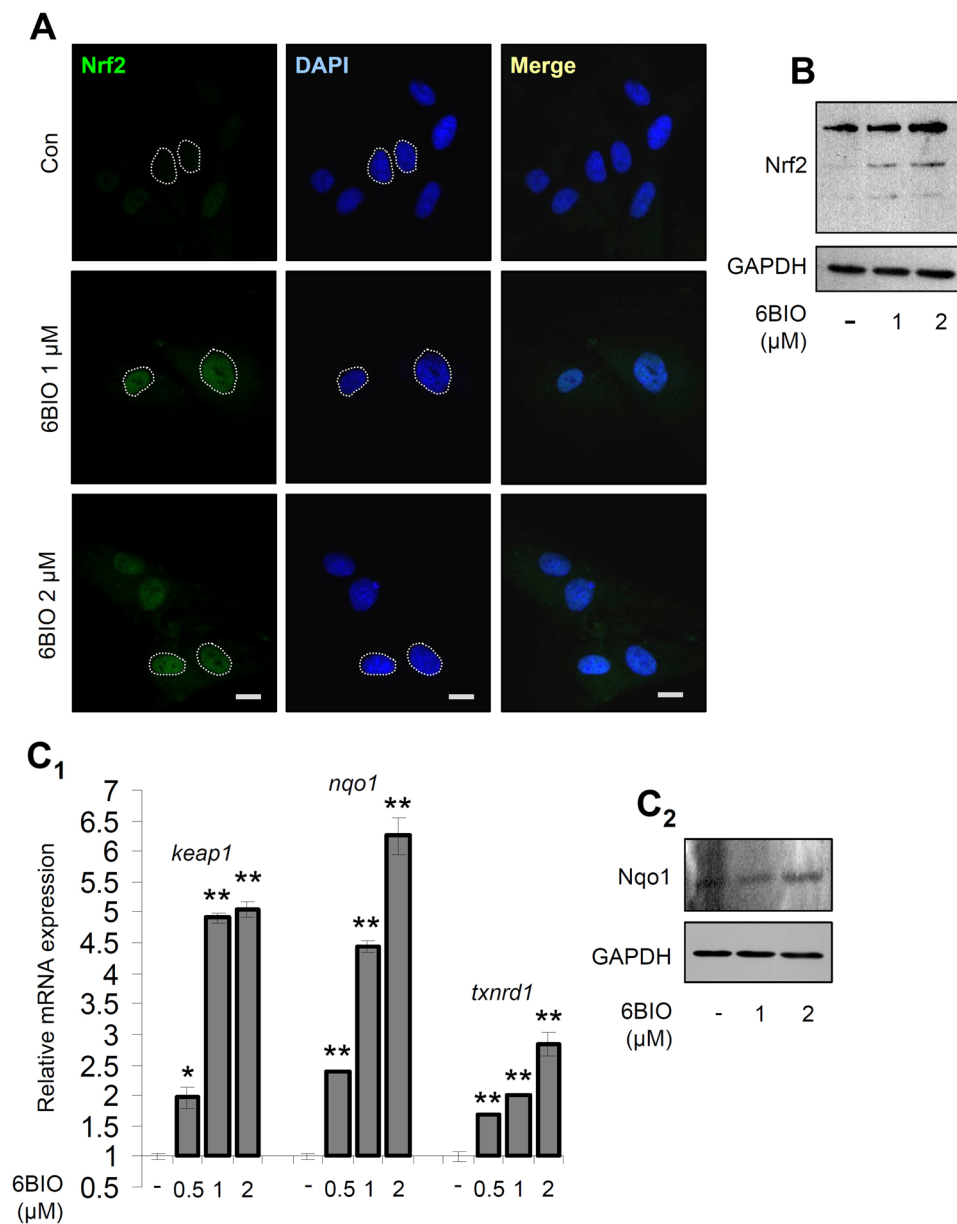 A
Nrf2
DAPI
Merge
Con
6BIO 1 µM
6BIO 2 µM
B
Nrf2
GAPDH
6BIO
(µM)
- 1 2
C1
Relative mRNA expression
7
6.5
6
5.5
5
4.5
4
3.5
3
2.5
2
1.5
1
0.5
keap1
nqo1
txnrd1
* ** **
** ** **
** ** **
6BIO
(µM)
- 0.5 1 2 - 0.5 1 2 - 0.5 1 2
C2
Nqo1
GAPDH
6BIO
(µM)
- 1 2